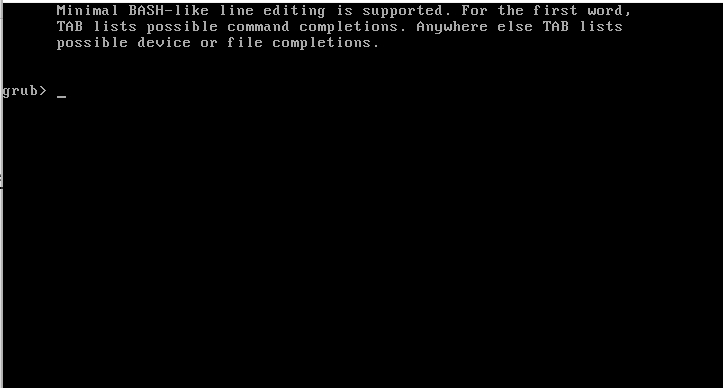 Minimal BASH-like line editing is supported. For the first word,
TAB lists possible command completions. Anywhere else TAB lists
possible device or file completions.
grub> _